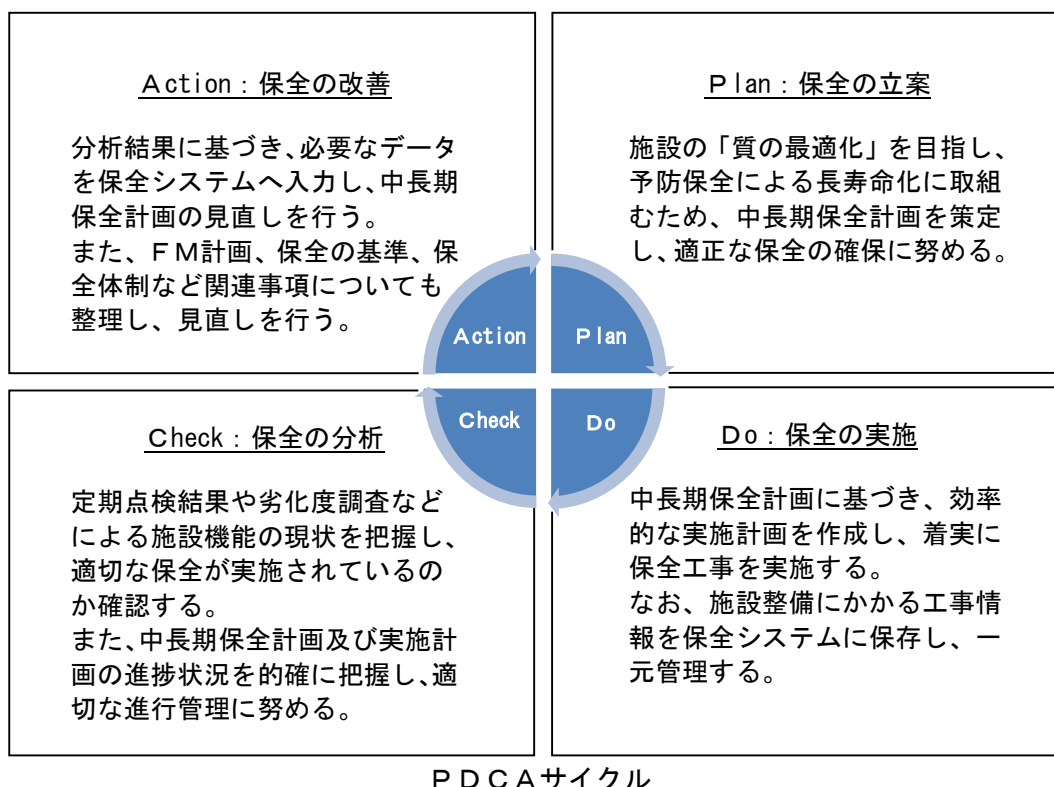 Action：保全の改善
分析結果に基づき、必要なデータ
を保全システムへ入力し、中長期
保全計画の見直しを行う。
また、ＦＭ計画、保全の基準、保
全体制など関連事項についても
整理し、見直しを行う。
Plan：保全の立案
施設の「質の最適化」を目指し、
予防保全による長寿命化に取組
むため、中長期保全計画を策定
し、適正な保全の確保に努める。
Action
Plan
Check
Do
Check：保全の分析
定期点検結果や劣化度調査など
による施設機能の現状を把握し、
適切な保全が実施されているの
か確認する。
また、中長期保全計画及び実施計
画の進捗状況を的確に把握し、適
切な進行管理に努める。
Do：保全の実施
中長期保全計画に基づき、効率
的な実施計画を作成し、着実に
保全工事を実施する。
なお、施設整備にかかる工事情
報を保全システムに保存し、一
元管理する。
ＰＤＣＡサイクル